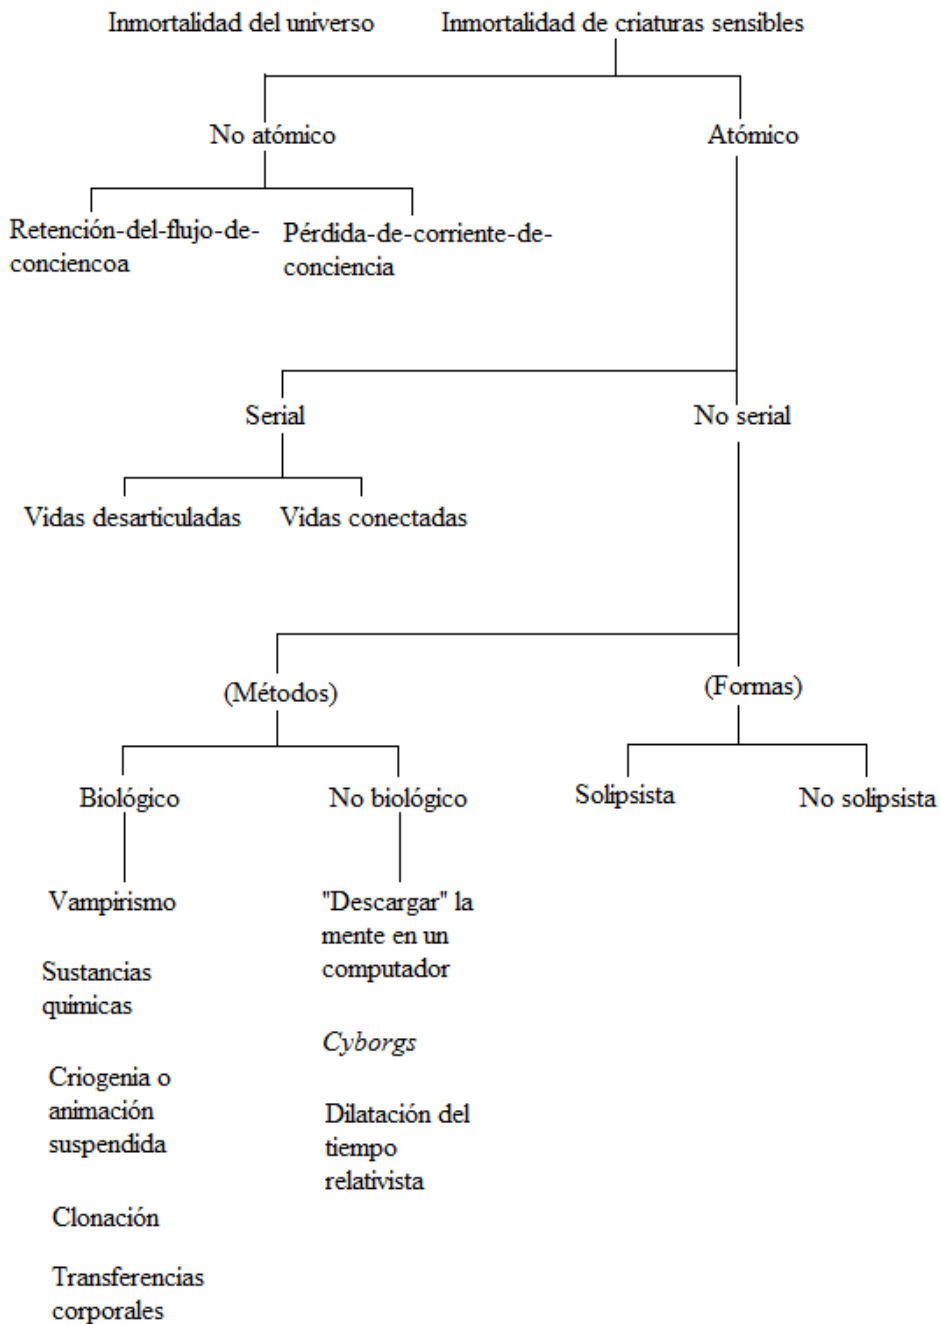 Inmortalidad del universo
Inmortalidad de criaturas sensibles
No atómico
Atómico
Retención-del-flujo-de-
conciencoa
Pérdida-de-corriente-de-
conciencia
Serial
No serial
Vidas desarticuladas
Vidas conectadas
(Métodos)
(Formas)
Biológico
No biológico
Solipsista
No solipsista
Vampirismo
Sustancias
químicas
Criogenia o
animación
suspendida
Clonación
Transferencias
corporales
"Descargar" la
mente en un
computador
Cyborgs
Dilatación del
tiempo
relativista